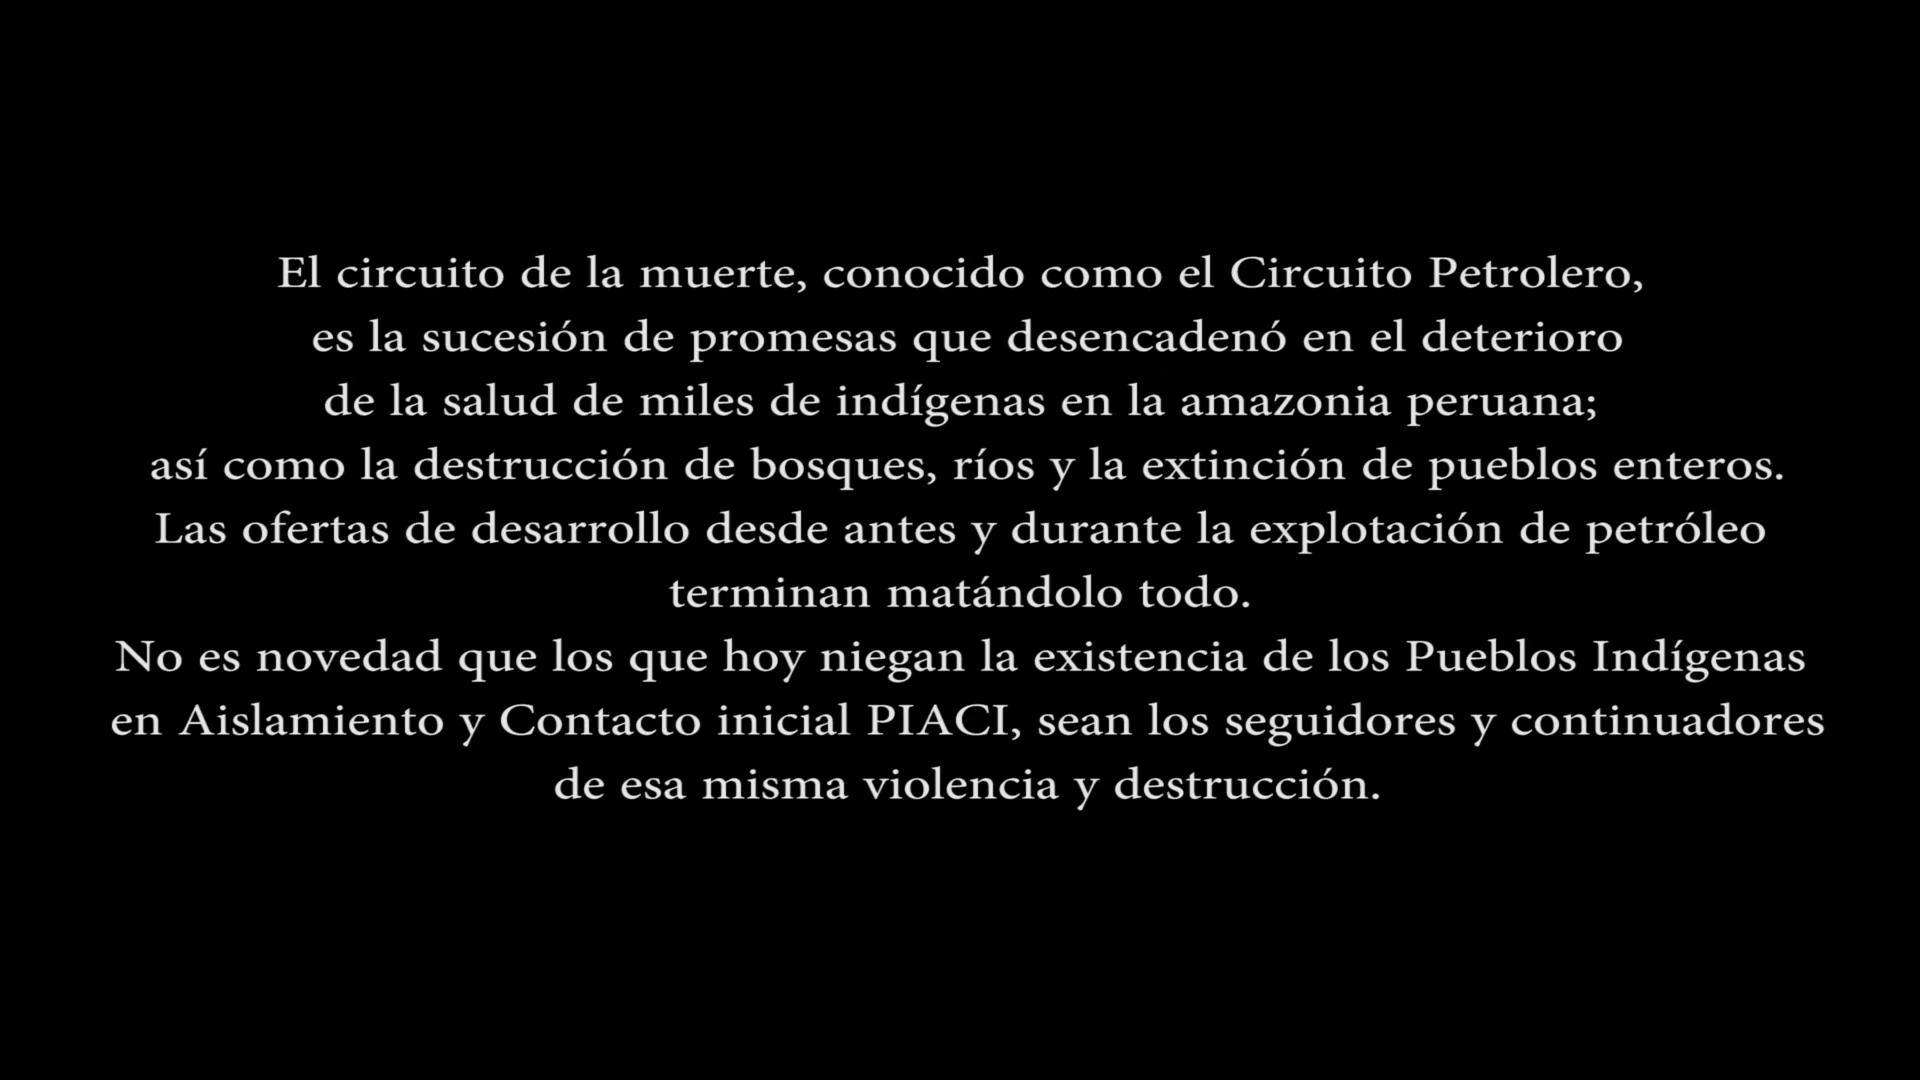 El circuito de la muerte, conocido como el Circuito Petrolero,
es la sucesión de promesas que desencadenó en el deterioro
de la salud de miles de indígenas en la amazonia peruana;
así como la destrucción de bosques, ríos y la extinción de pueblos enteros.
Las ofertas de desarrollo desde antes y durante la explotación de petróleo
terminan matándolo todo.
No es novedad que los que hoy niegan la existencia de los Pueblos Indígenas
en Aislamiento y Contacto inicial PIACI, sean los seguidores y continuadores
de esa misma violencia y destrucción.